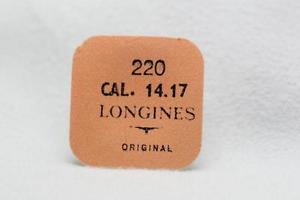 220
CAL. 14.17
LONGINES
ORIGINAL